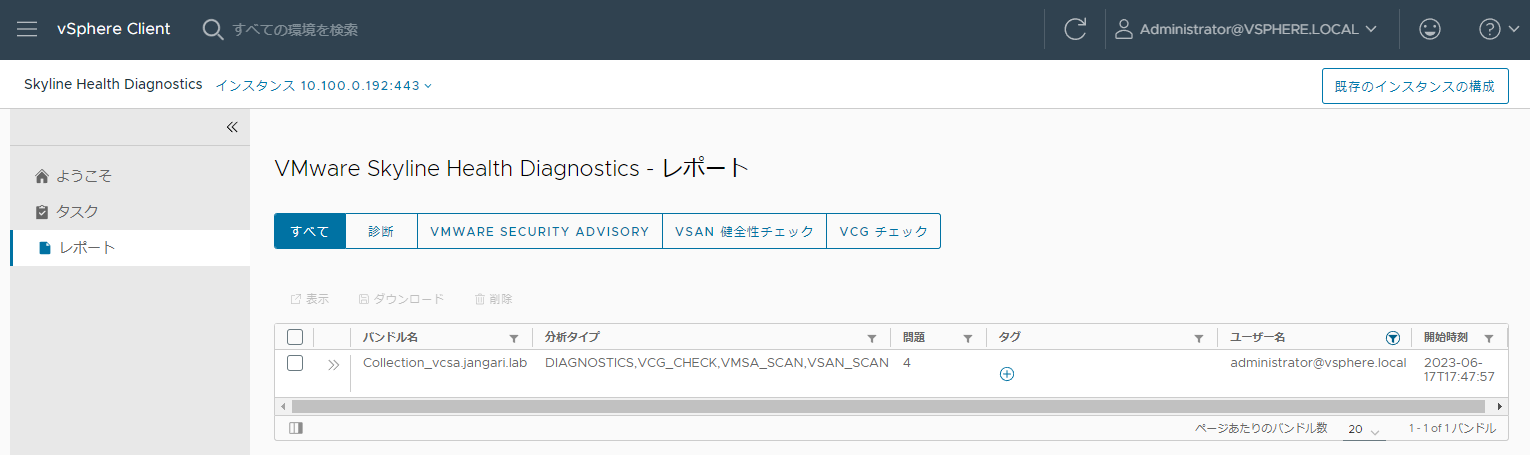 vSphere Client すべての環境を検索 Administrator@VSPHERE.LOCAL
Skyline Health Diagnostics インスタンス 10.100.0.192:443 既存のインスタンスの構成
ようこそ
タスク
レポート
VMware Skyline Health Diagnostics - レポート
すべて 診断 VMWARE SECURITY ADVISORY VSAN 健全性チェック VCG チェック
表示 ダウンロード 削除
バンドル名 分析タイプ 問題 タグ ユーザー名 開始時刻
Collection_vcsa.jangari.lab DIAGNOSTICS,VCG_CHECK,VMSA_SCAN,VSAN_SCAN 4 administrator@vsphere.local 2023-06-
17T17:47:57
ページあたりのバンドル数 20 1 - 1 of 1 バンドル